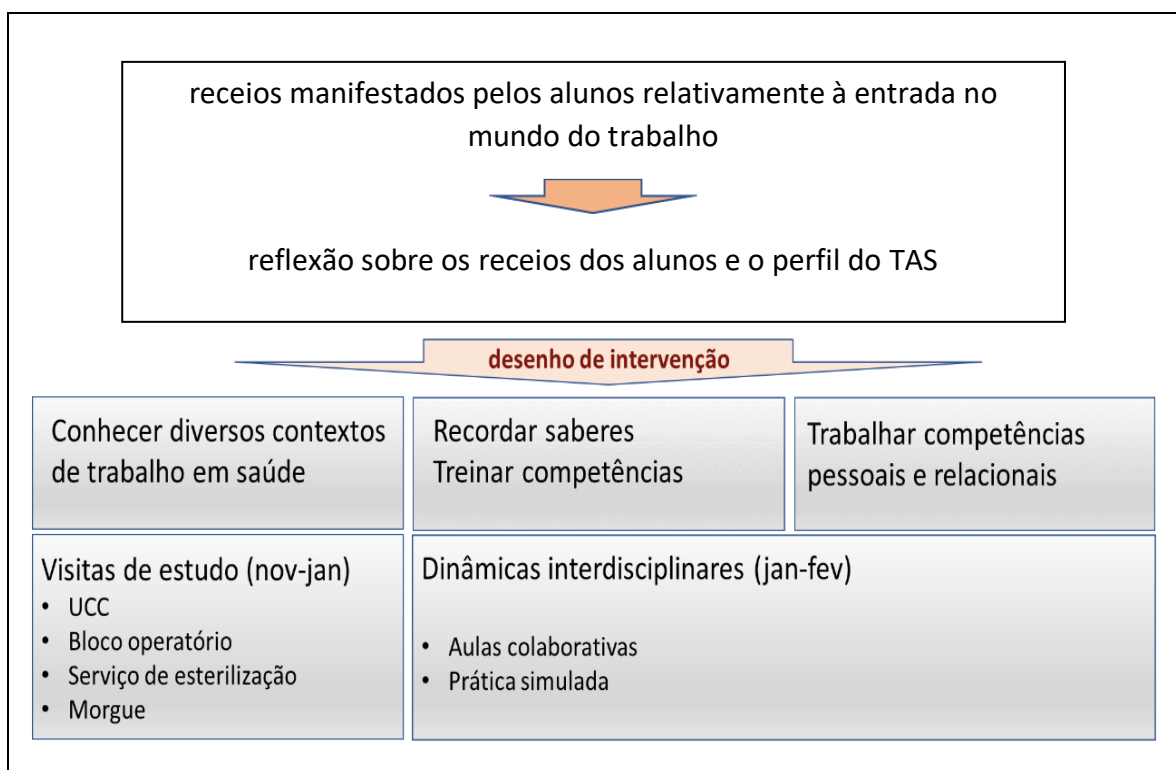 receios manifestados pelos alunos relativamente à entrada no
mundo do trabalho
reflexão sobre os receios dos alunos e o perfil do TAS
desenho de intervenção
Conhecer diversos contextos
de trabalho em saúde
Recordar saberes
Treinar competências
Trabalhar competências
pessoais e relacionais
Visitas de estudo (nov-jan)
• UCC
• Bloco operatório
• Serviço de esterilização
• Morgue
Dinâmicas interdisciplinares (jan-fev)
• Aulas colaborativas
• Prática simulada